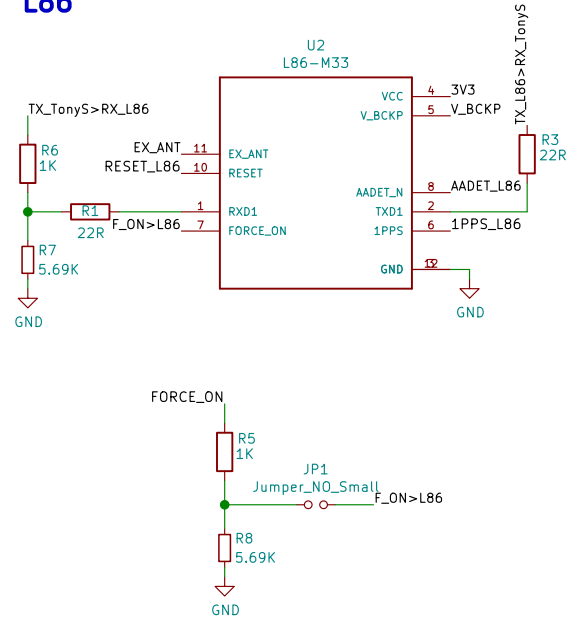 L86
U2
L86-M33
TX_L86>RX_TonyS
TX_TonyS>RX_L86
VCC 4 3V3
V_BCKP 5 V_BCKP
R3
22R
R6
1K
EX_ANT 11 EX_ANT
RESET_L86 10 RESET
AADET_N 8 AADET_L86
R1
22R
1 RXD1
TXD1 2
F_ON>L86 7 FORCE_ON
1PPS 6 1PPS_L86
R7
5.69K
GND 12
GND
GND
FORCE_ON
R5
1K
JP1
Jumper_NO_Small
F_ON>L86
R8
5.69K
GND